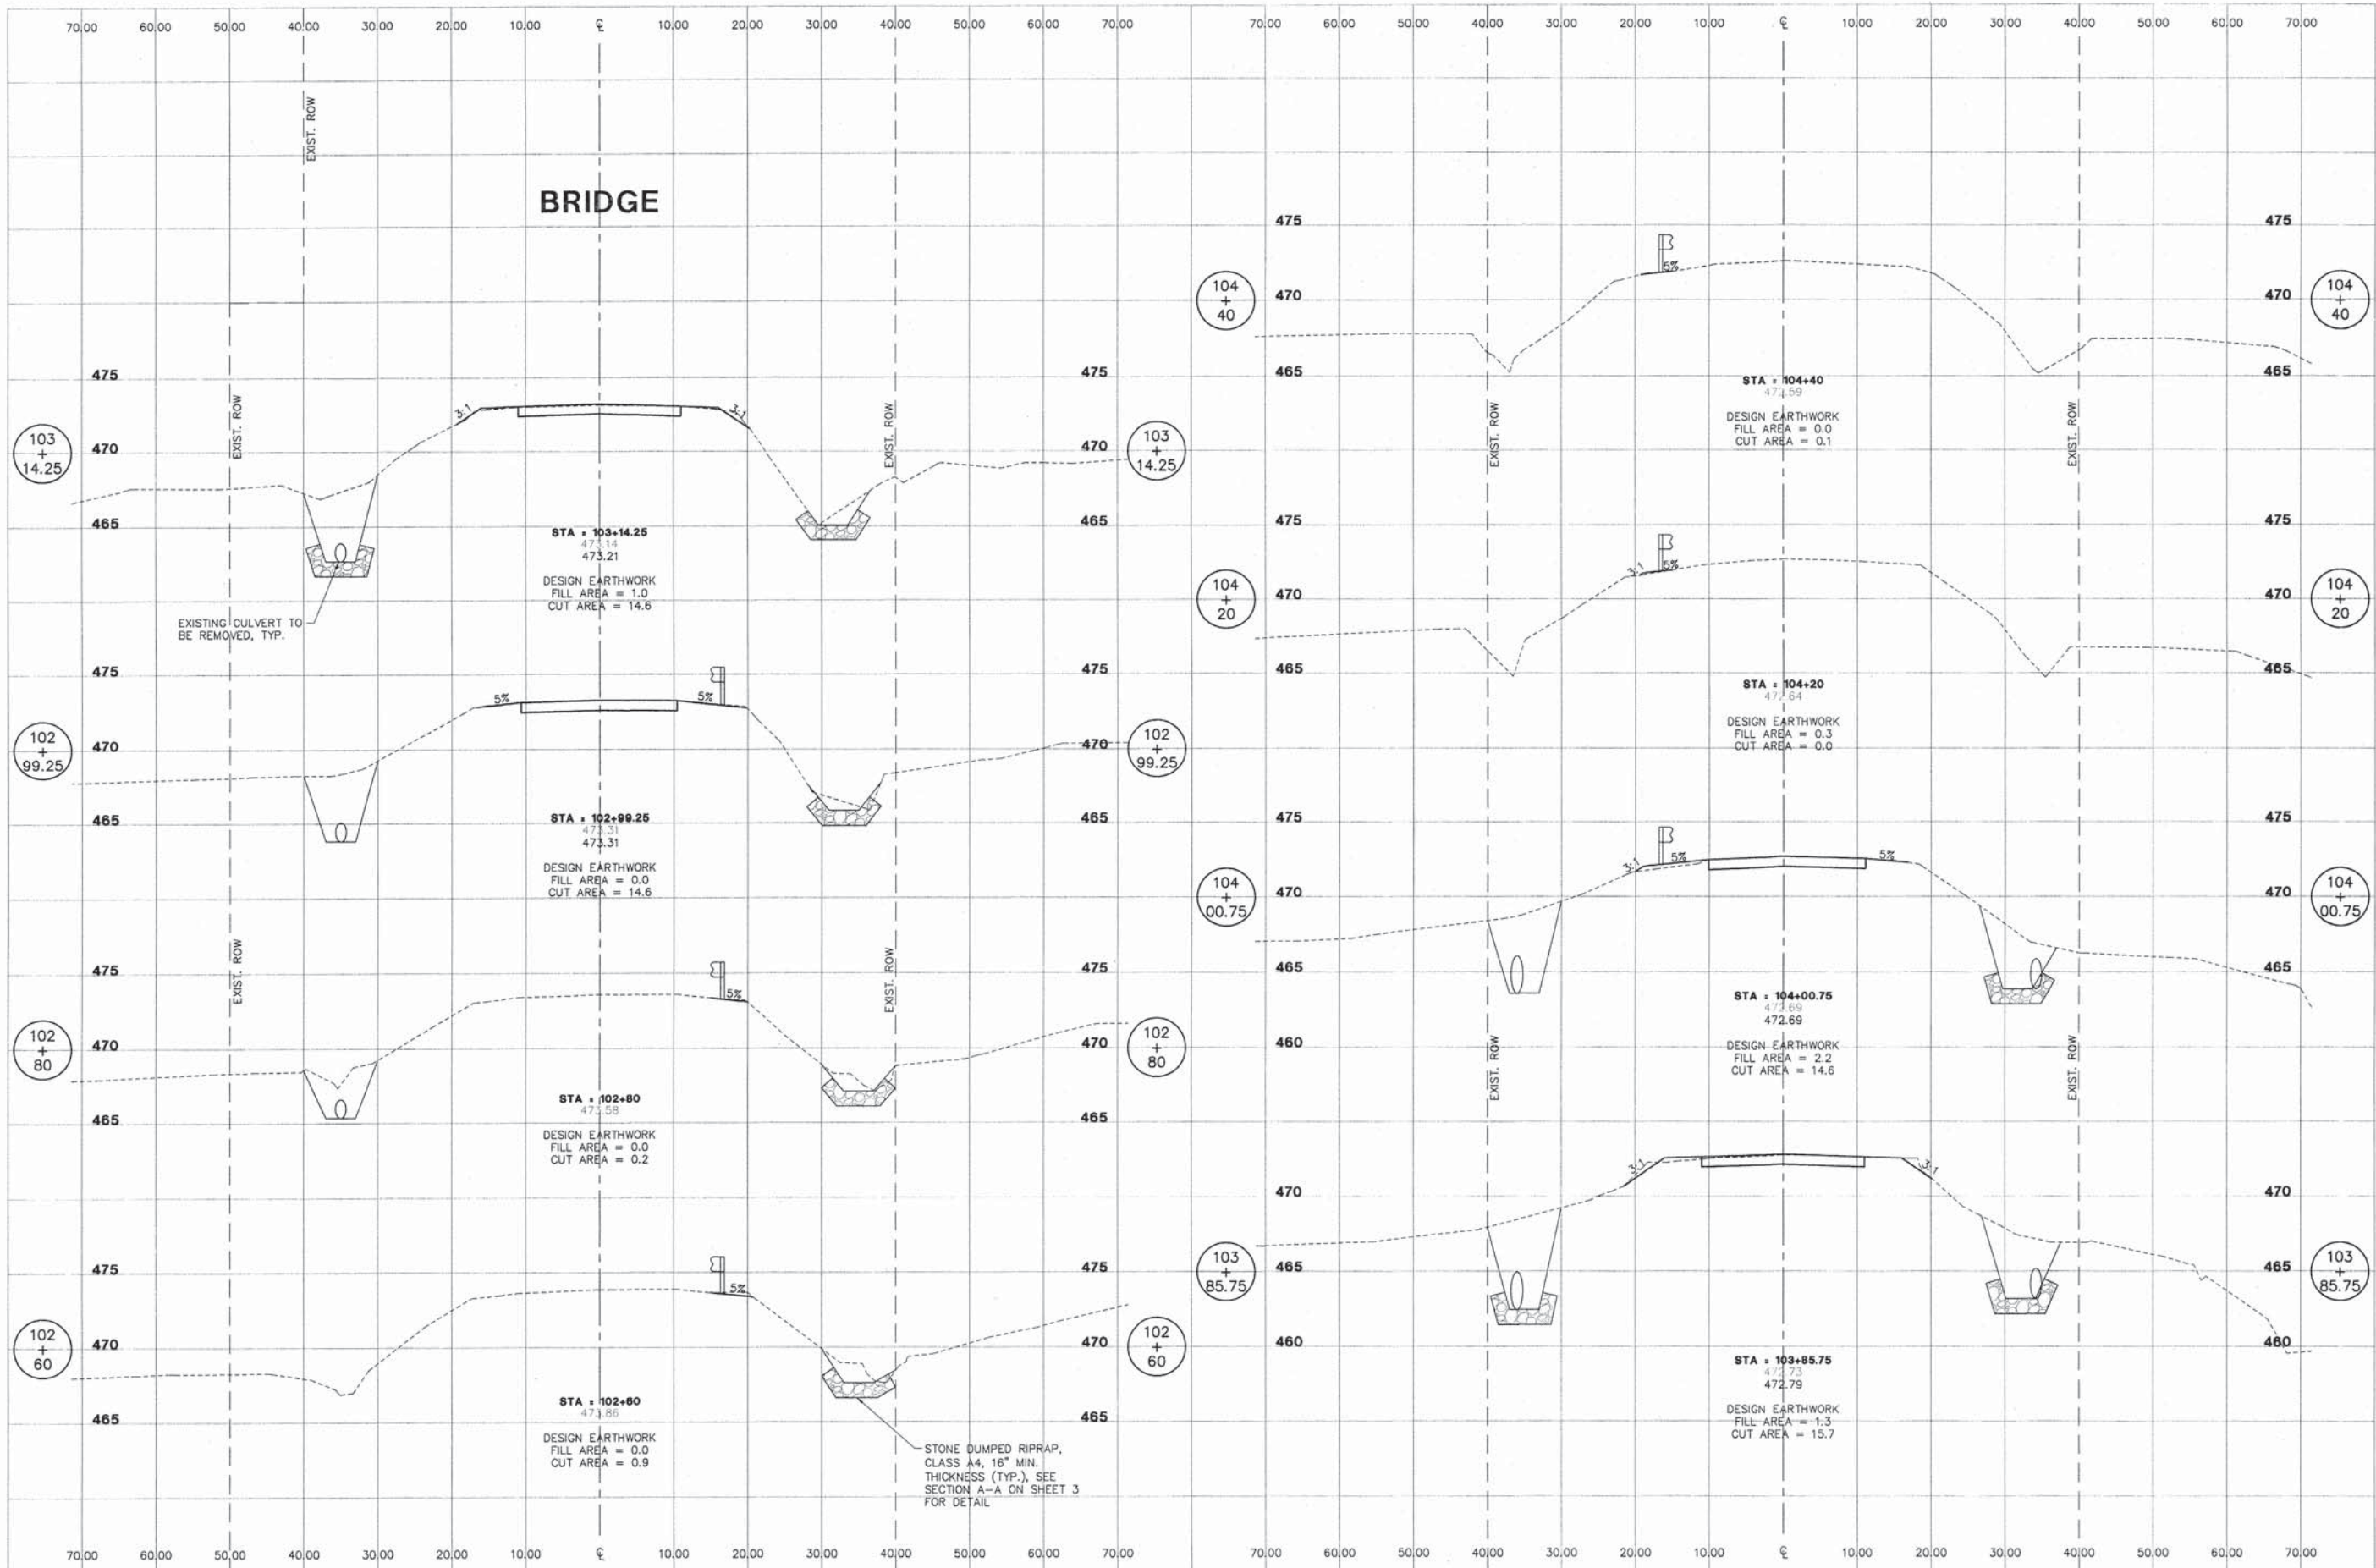 70.00 60.00 50.00 40.00 30.00 20.00 10.00 ℄ 10.00 20.00 30.00 40.00 50.00 60.00 70.00
70.00 60.00 50.00 40.00 30.00 20.00 10.00 ℄ 10.00 20.00 30.00 40.00 50.00 60.00 70.00
EXIST. ROW
BRIDGE
EXIST. ROW
EXIST. ROW
475 475
103
+
14.25
470 470
103
+
14.25
465 465
3:1 3:1
STA = 103+14.25
473.14
473.21
DESIGN EARTHWORK
FILL AREA = 1.0
CUT AREA = 14.6
EXISTING CULVERT TO
BE REMOVED, TYP.
475 475
102
+
99.25
470 470
102
+
99.25
465 465
5% 5%
STA = 102+99.25
473.31
473.31
DESIGN EARTHWORK
FILL AREA = 0.0
CUT AREA = 14.6
EXIST. ROW
EXIST. ROW
475 475
102
+
80
470 470
102
+
80
465 465
5%
STA = 102+80
473.58
DESIGN EARTHWORK
FILL AREA = 0.0
CUT AREA = 0.2
475 475
102
+
60
470 470
102
+
60
465 465
5%
STA = 102+60
473.86
DESIGN EARTHWORK
FILL AREA = 0.0
CUT AREA = 0.9
STONE DUMPED RIPRAP,
CLASS A4, 16" MIN.
THICKNESS (TYP.), SEE
SECTION A-A ON SHEET 3
FOR DETAIL
475 475
104
+
40
470 470
104
+
40
465 465
5%
STA = 104+40
472.59
DESIGN EARTHWORK
FILL AREA = 0.0
CUT AREA = 0.1
EXIST. ROW
EXIST. ROW
475 475
104
+
20
470 470
104
+
20
465 465
3:1 5%
STA = 104+20
472.64
DESIGN EARTHWORK
FILL AREA = 0.3
CUT AREA = 0.0
475 475
104
+
00.75
470 470
104
+
00.75
465 465
460
3:1 5% 5%
STA = 104+00.75
472.69
472.69
DESIGN EARTHWORK
FILL AREA = 2.2
CUT AREA = 14.6
EXIST. ROW
EXIST. ROW
470 470
103
+
85.75
465 465
103
+
85.75
460 460
3:1 3:1
STA = 103+85.75
472.73
472.79
DESIGN EARTHWORK
FILL AREA = 1.3
CUT AREA = 15.7
70.00 60.00 50.00 40.00 30.00 20.00 10.00 ℄ 10.00 20.00 30.00 40.00 50.00 60.00 70.00
70.00 60.00 50.00 40.00 30.00 20.00 10.00 ℄ 10.00 20.00 30.00 40.00 50.00 60.00 70.00